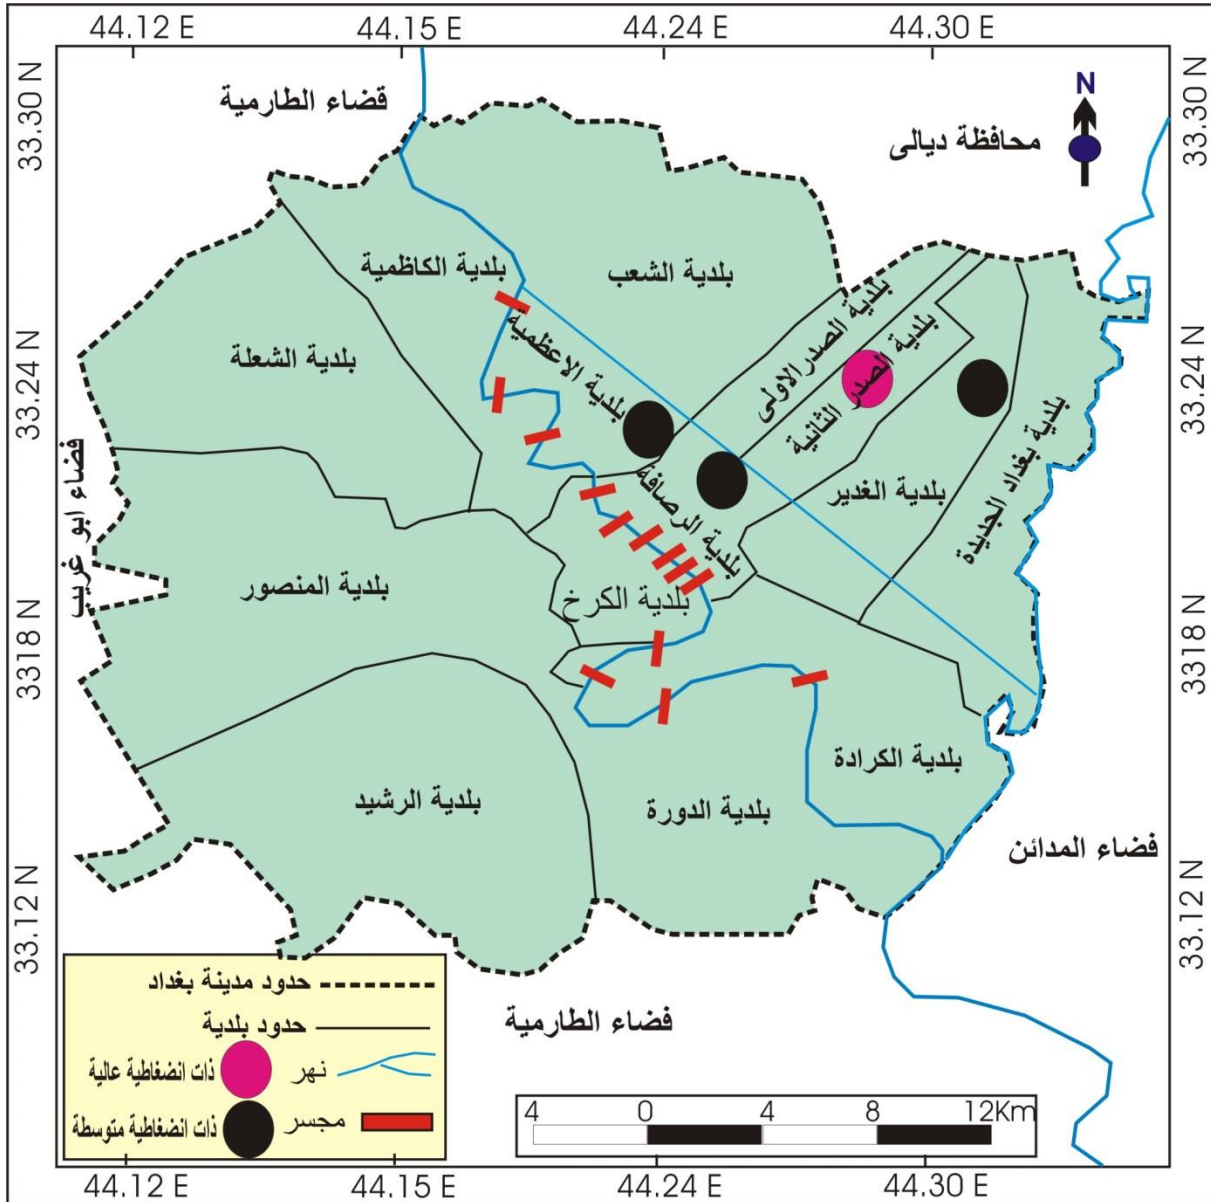 44.12 E 44.15 E 44.24 E 44.30 E
33.30 N
33.30 N
N
قضاء الطارمية
محافظة ديالى
بلدية الكاظمية
بلدية الشعب
بلدية الصدر الاولى
بلدية الصدر الثانية
بلدية الاعظمية
بلدية الشعلة
33.24 N
33.24 N
بلدية بغداد الجديدة
بلدية الغدير
بلدية الرصافة
قضاء ابو غريب
بلدية المنصور
بلدية الكرخ
3318 N
3318 N
بلدية الكرادة
بلدية الدورة
بلدية الرشيد
قضاء المدائن
33.12 N
33.12 N
قضاء الطارمية
حدود مدينة بغداد
حدود بلدية
نهر
ذات انضغاطية عالية
مجسر
ذات انضغاطية متوسطة
4 0 4 8 12Km
44.12 E 44.15 E 44.24 E 44.30 E